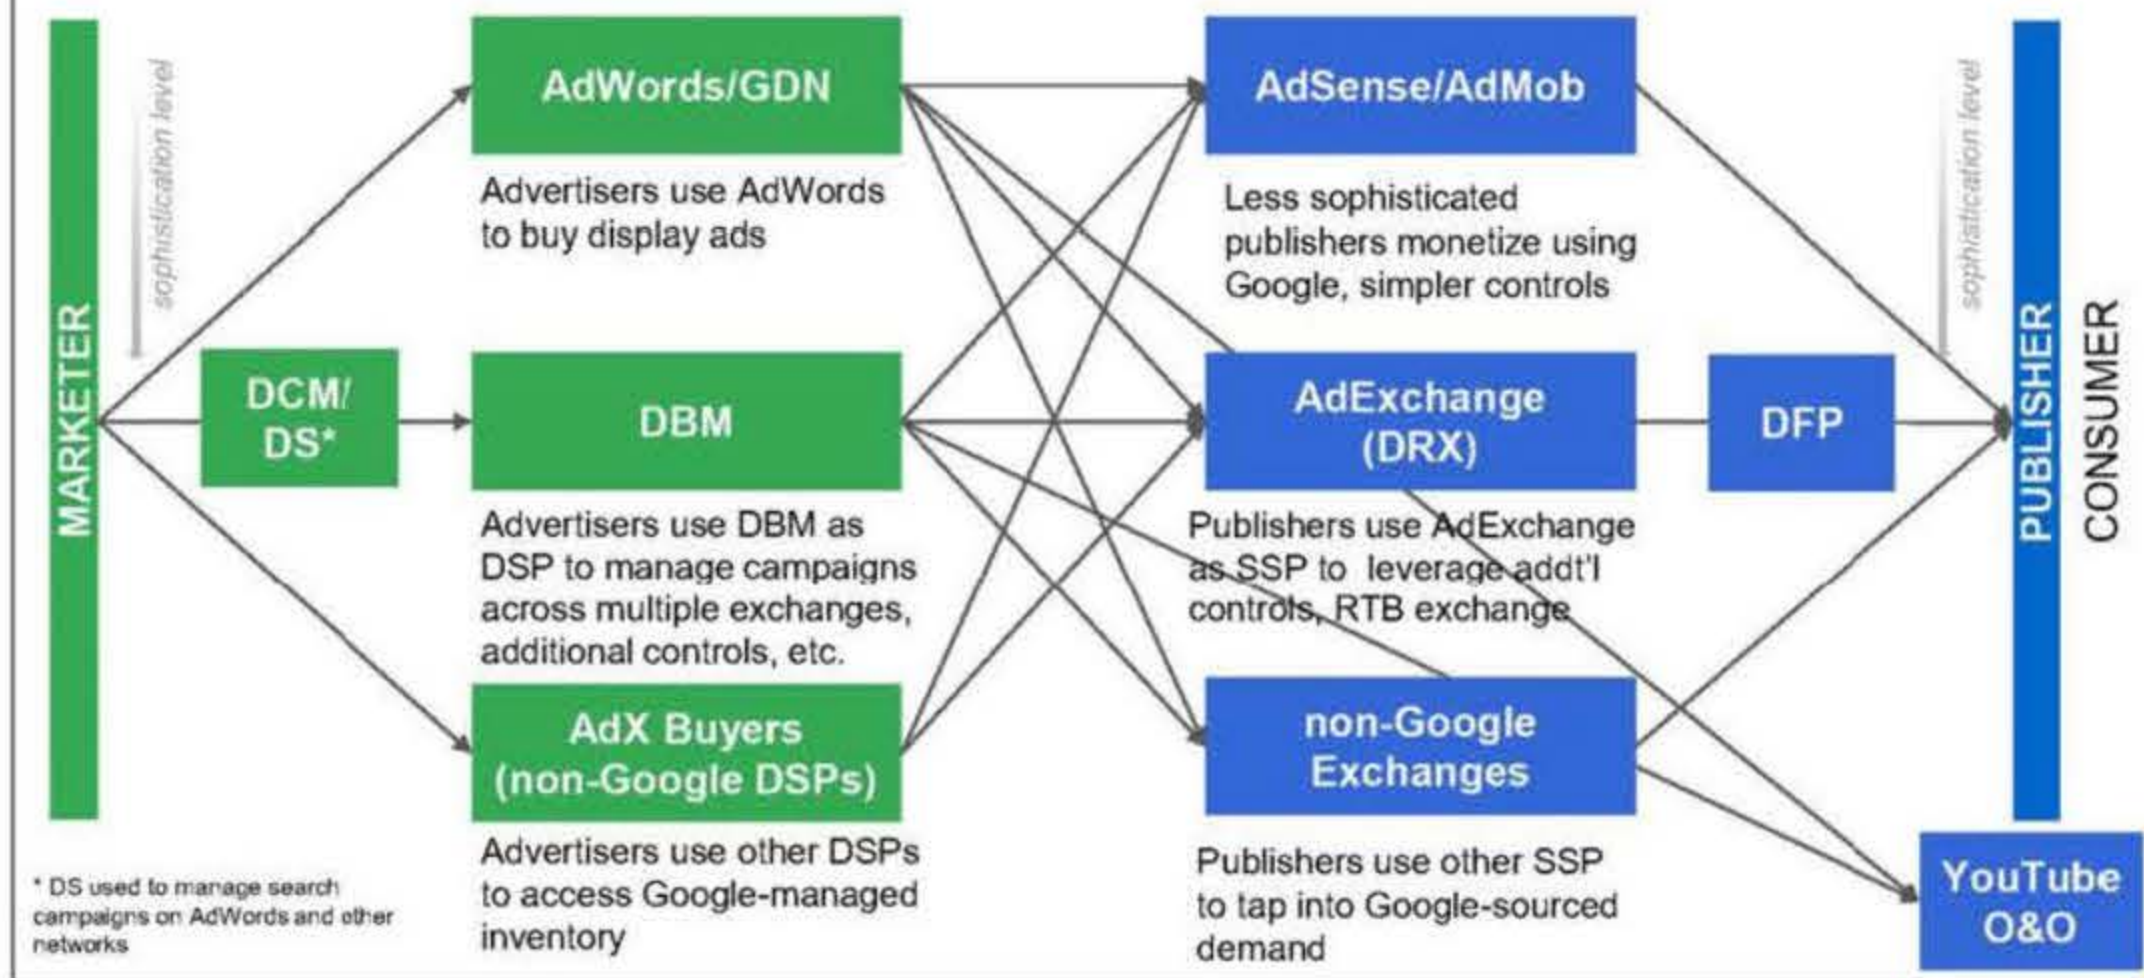 MARKETER
sophistication level
DCM/
DS*
* DS used to manage search
campaigns on AdWords and other
networks
AdWords/GDN
Advertisers use AdWords
to buy display ads
DBM
Advertisers use DBM as
DSP to manage campaigns
across multiple exchanges,
additional controls, etc.
AdX Buyers
(non-Google DSPs)
Advertisers use other DSPs
to access Google-managed
inventory
AdSense/AdMob
Less sophisticated
publishers monetize using
Google, simpler controls
AdExchange
(DRX)
Publishers use AdExchange
as SSP to leverage addt'l
controls, RTB exchange
non-Google
Exchanges
Publishers use other SSP
to tap into Google-sourced
demand
DFP
sophistication level
PUBLISHER
CONSUMER
YouTube
O&O